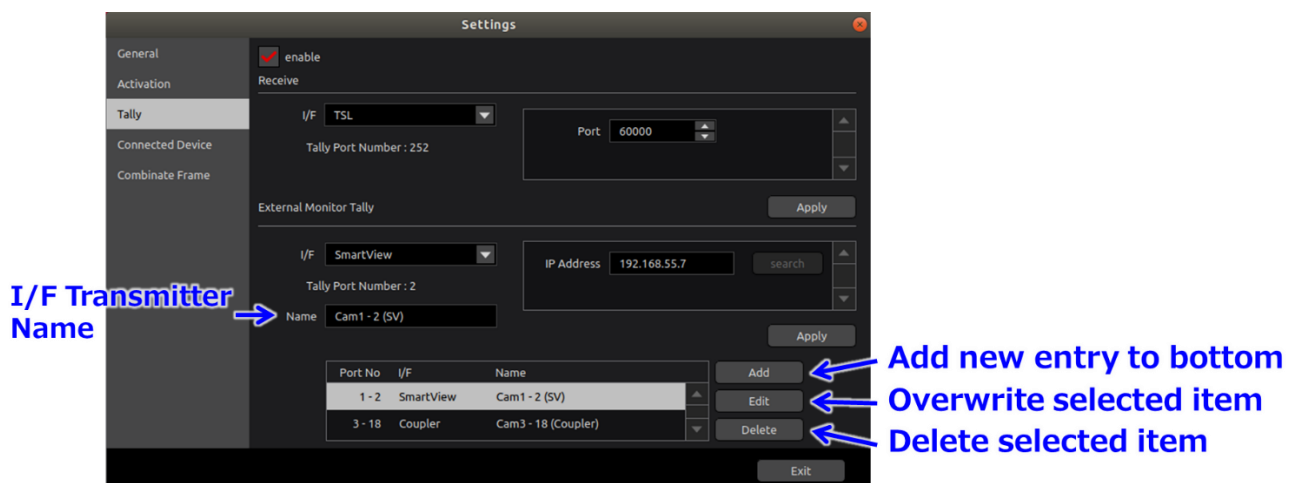 Settings
General
Activation
Tally
Connected Device
Combinate Frame
enable
Receive
I/F TSL
Tally Port Number : 252
Port 60000
Apply
External Monitor Tally
I/F SmartView
Tally Port Number : 2
Name Cam1 - 2 (SV)
IP Address 192.168.55.7 search
Apply
Port No I/F Name
1 - 2 SmartView Cam1 - 2 (SV)
3 - 18 Coupler Cam3 - 18 (Coupler)
Add
Edit
Delete
Exit
I/F Transmitter
Name
Add new entry to bottom
Overwrite selected item
Delete selected item